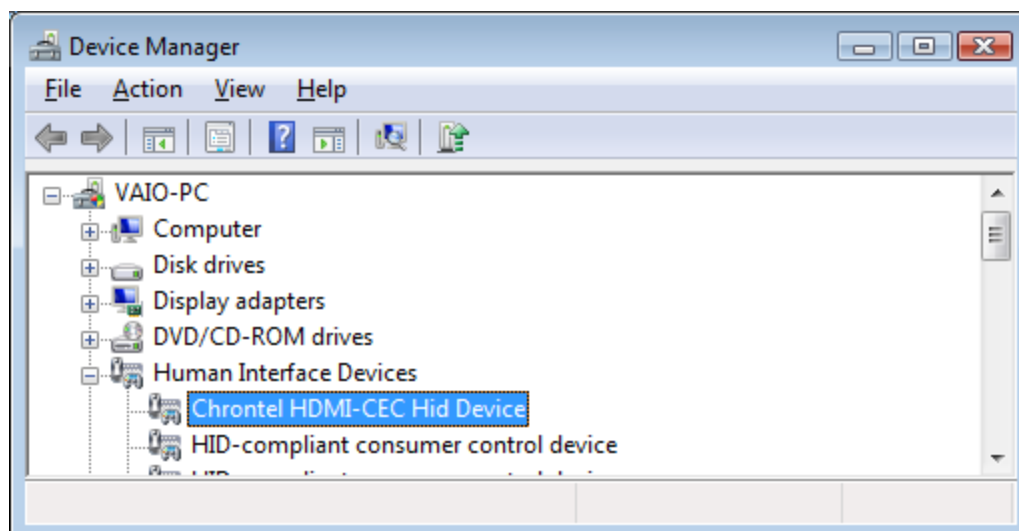 Device Manager
File Action View Help
VAIO-PC
Computer
Disk drives
Display adapters
DVD/CD-ROM drives
Human Interface Devices
Chrontel HDMI-CEC Hid Device
HID-compliant consumer control device